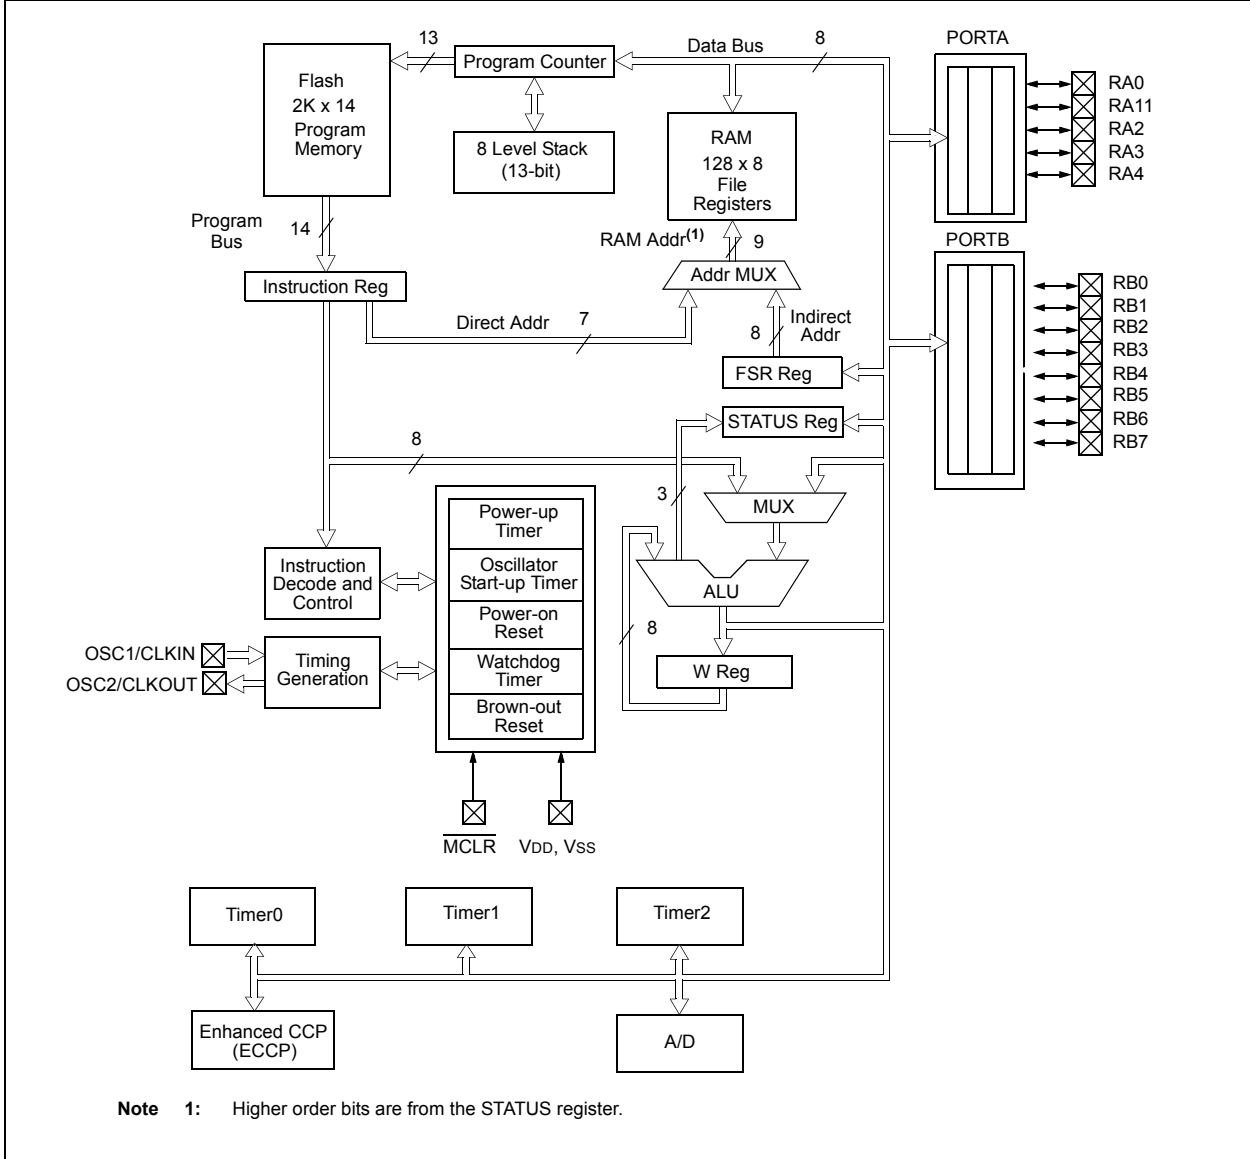 13
Data Bus
8
PORTA
Program Counter
Flash
2K x 14
Program
Memory
8 Level Stack
(13-bit)
RAM
128 x 8
File
Registers
RA0
RA11
RA2
RA3
RA4
Program
Bus
14
RAM Addr(1)
9
PORTB
Addr MUX
Instruction Reg
Direct Addr
7
8
Indirect
Addr
FSR Reg
RB0
RB1
RB2
RB3
RB4
RB5
RB6
RB7
STATUS Reg
8
3
MUX
Power-up
Timer
Oscillator
Start-up Timer
Power-on
Reset
Watchdog
Timer
Brown-out
Reset
Instruction
Decode and
Control
ALU
8
W Reg
OSC1/CLKIN
OSC2/CLKOUT
Timing
Generation
MCLR
VDD, VSS
Timer0
Timer1
Timer2
Enhanced CCP
(ECCP)
A/D
Note 1: Higher order bits are from the STATUS register.